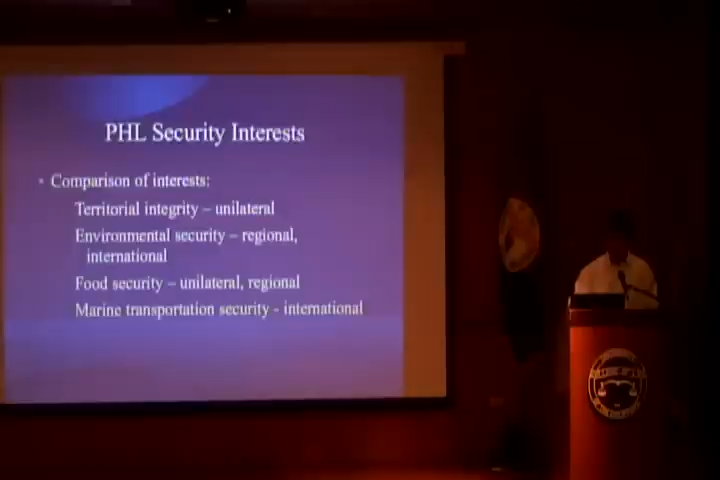 PHL Security Interests
• Comparison of interests:
Territorial integrity – unilateral
Environmental security – regional,
international
Food security – unilateral, regional
Marine transportation security - international